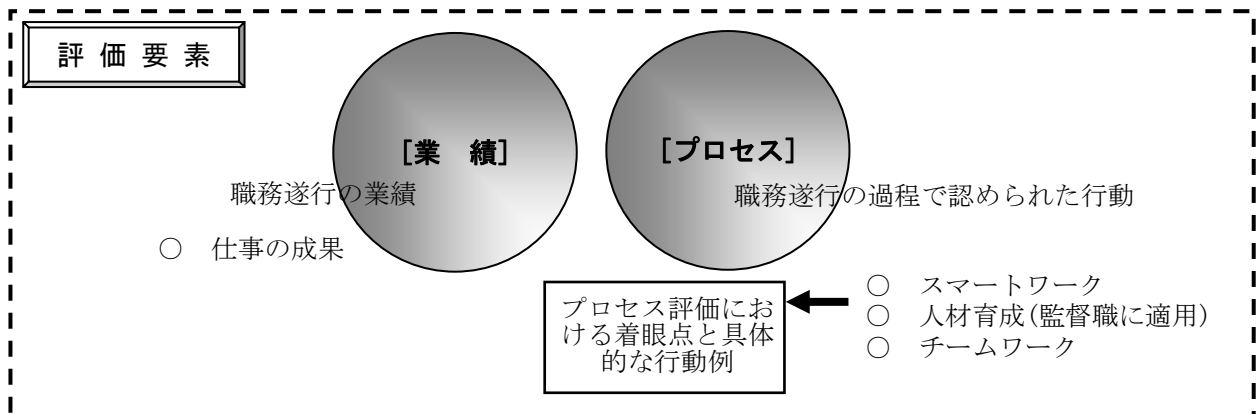 評 価 要 素
[業　績]
[プロセス]
職務遂行の業績
職務遂行の過程で認められた行動
○　仕事の成果
プロセス評価にお
ける着眼点と具体
的な行動例
○　スマートワーク
○　人材育成(監督職に適用)
○　チームワーク